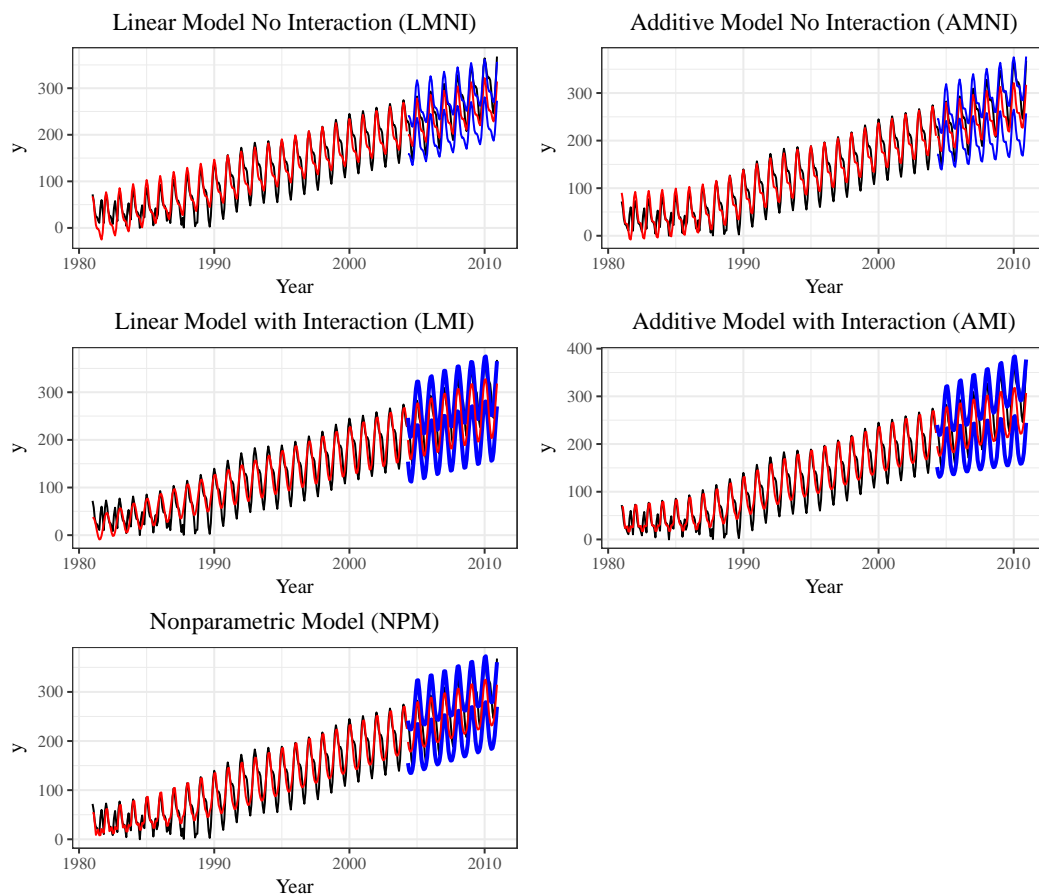 Linear Model No Interaction (LMNI)
y
300
200
100
0
1980
1990
2000
2010
Year
Additive Model No Interaction (AMNI)
y
300
200
100
0
1980
1990
2000
2010
Year
Linear Model with Interaction (LMI)
y
300
200
100
0
1980
1990
2000
2010
Year
Additive Model with Interaction (AMI)
y
400
300
200
100
0
1980
1990
2000
2010
Year
Nonparametric Model (NPM)
y
300
200
100
0
1980
1990
2000
2010
Year